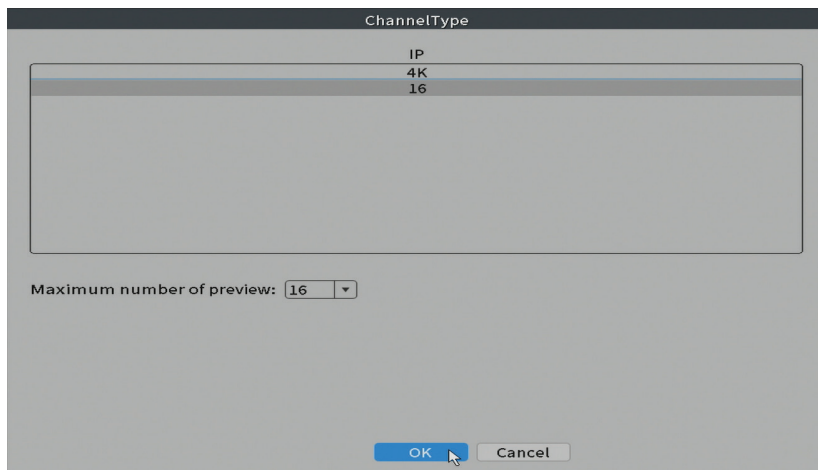 ChannelType
IP
4K
16
Maximum number of preview: 16
OK Cancel